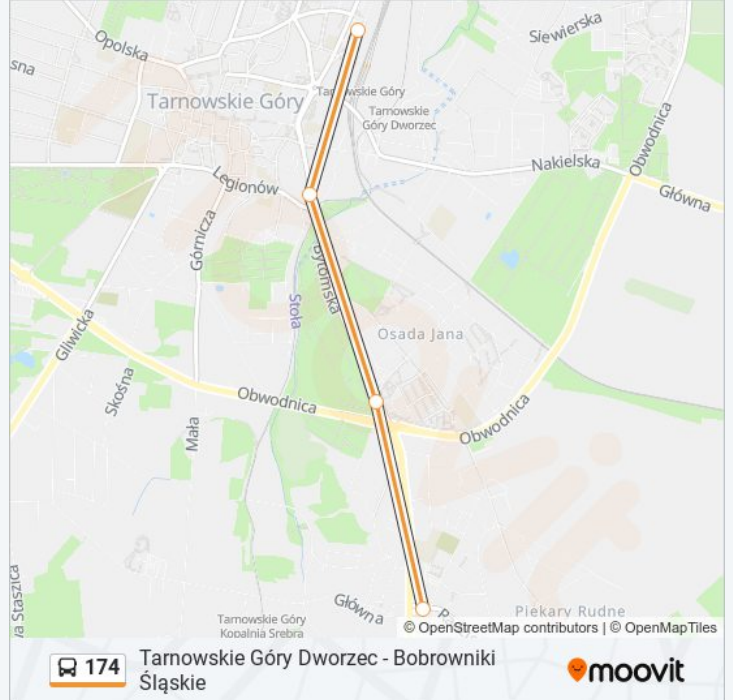 Siewierska
Opolska
sna
Tarnowskie Góry
Tarnowskie Góry
Tarnowskie
Góry Dworzec
Obwodnica
Nakielska
Główna
Legionów
Górnicza
Bytomska
Stoła
Gliwicka
Osada Jana
Skośna
Obwodnica
Mała
Obwodnica
wa Staszica
Główna
Tarnowskie Góry
Kopalnia Srebra
Piekary Rudne
© OpenStreetMap contributors | © OpenMapTiles
174
Tarnowskie Góry Dworzec - Bobrowniki
Śląskie
moovit